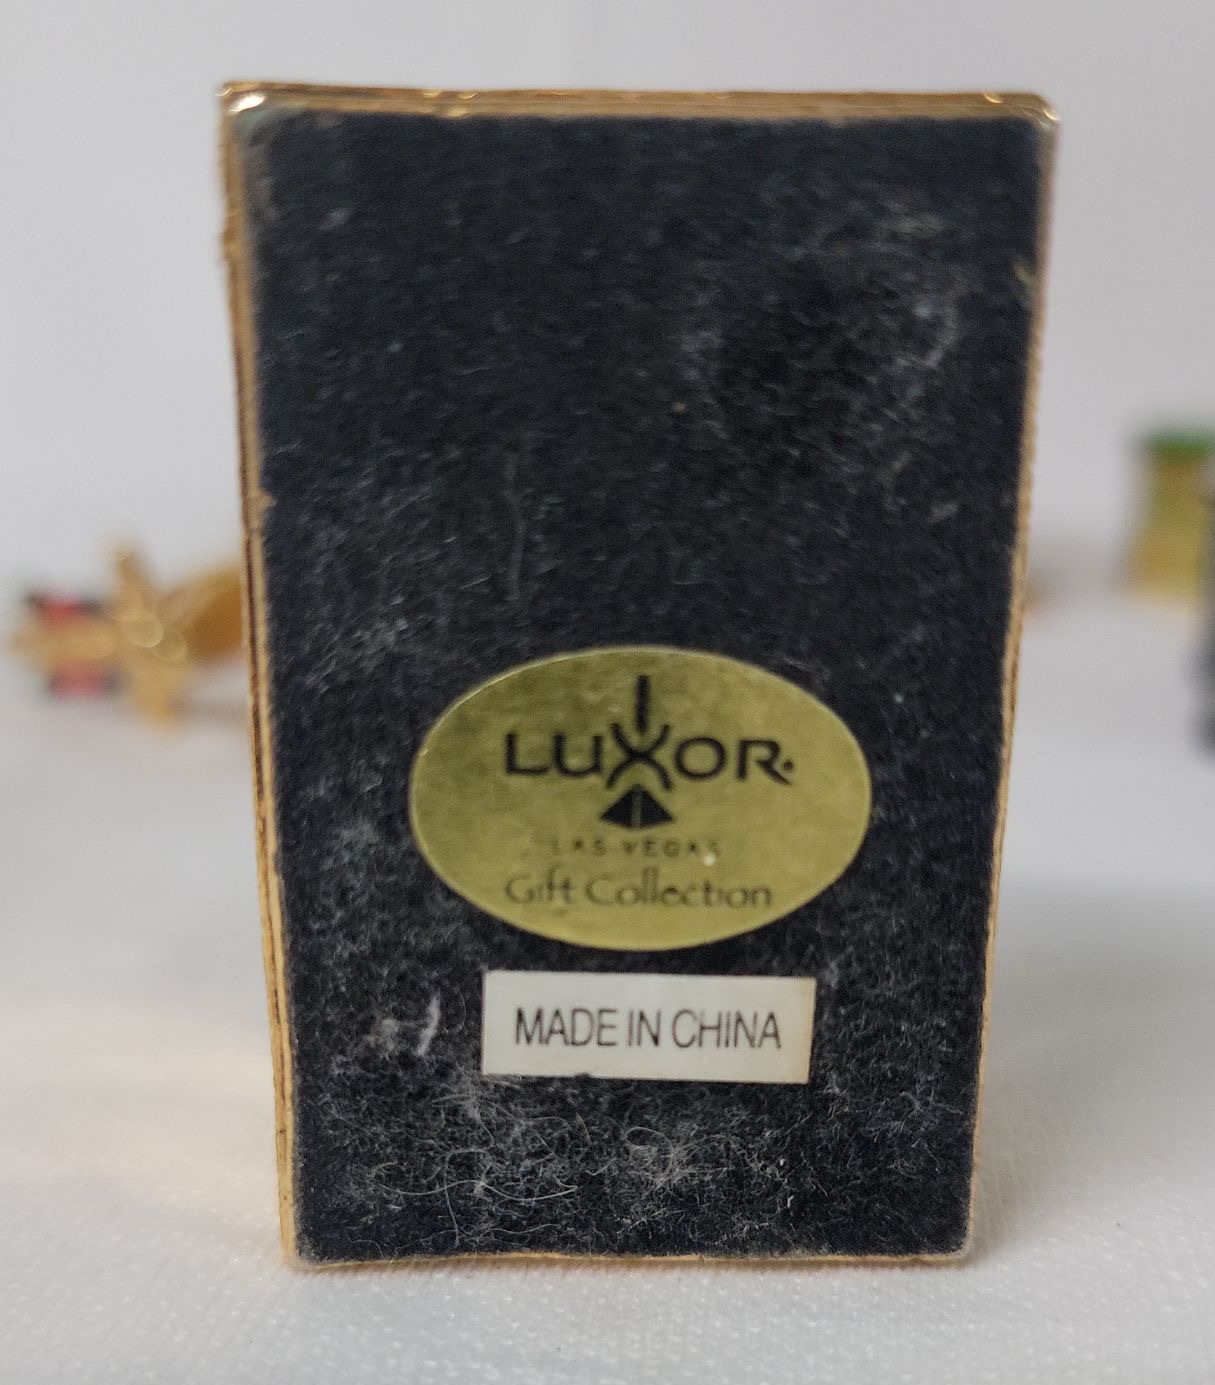 LUXOR
LAS VEGAS
Gift Collection
MADE IN CHINA